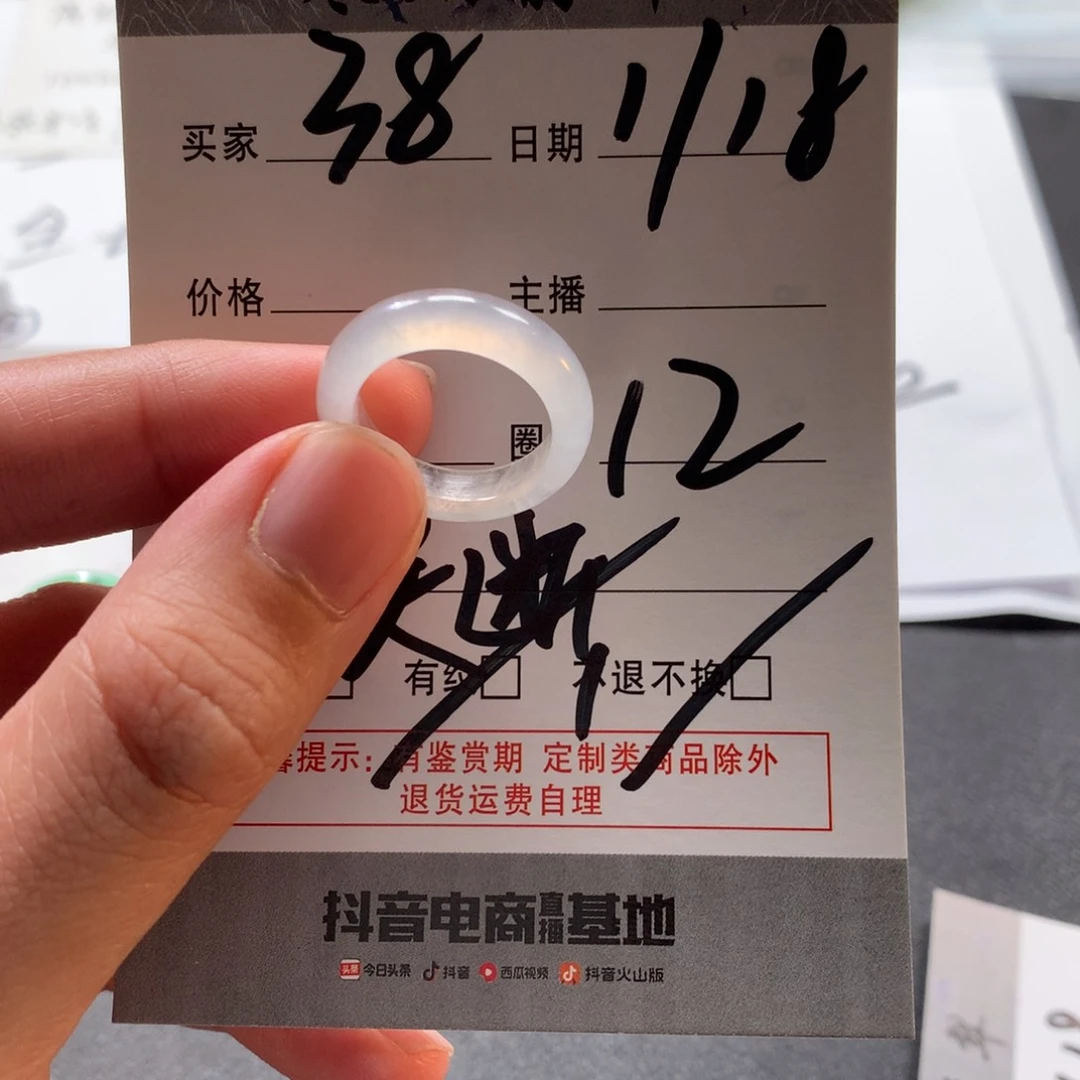 买家 38 日期 1/18
价格 主播
圈 12
断
有纹 不退不换
提示：有鉴赏期 定制类商品除外
退货运费自理
抖音电商直播基地
头条 今日头条 抖音 西瓜视频 抖音火山版